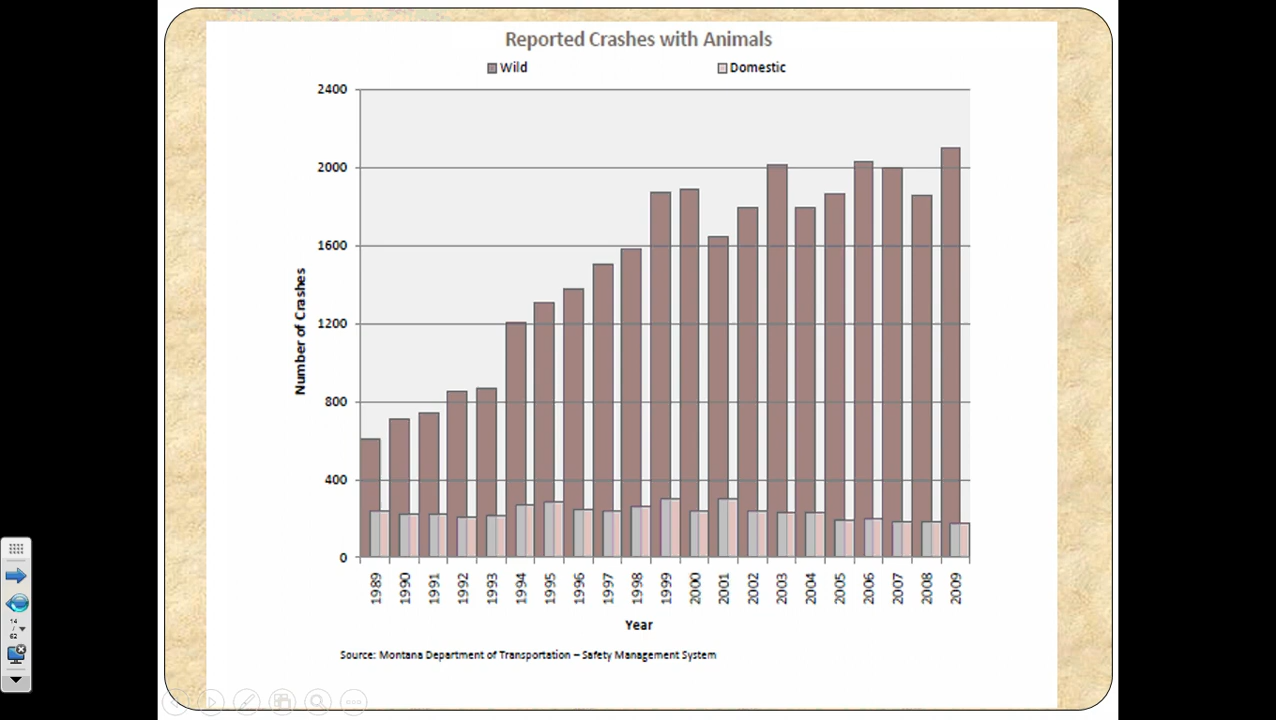 Reported Crashes with Animals
Wild Domestic
2400
2000
1600
1200
800
400
0
Number of Crashes
1989 1990 1991 1992 1993 1994 1995 1996 1997 1998 1999 2000 2001 2002 2003 2004 2005 2006 2007 2008 2009
Year
Source: Montana Department of Transportation – Safety Management System
14
/
62